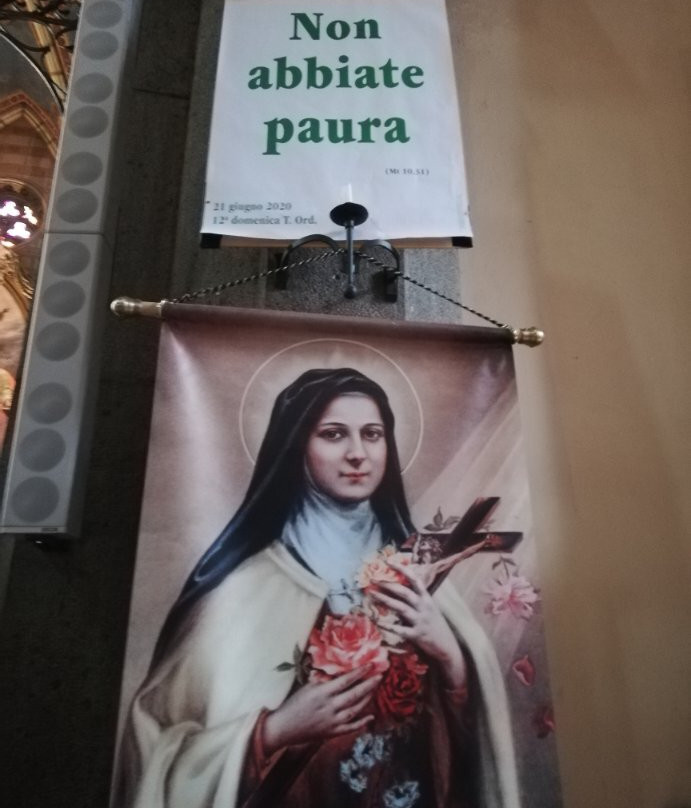 Non
abbiate
paura
(Mt 10,31)
21 giugno 2020
12ª domenica T. Ord.